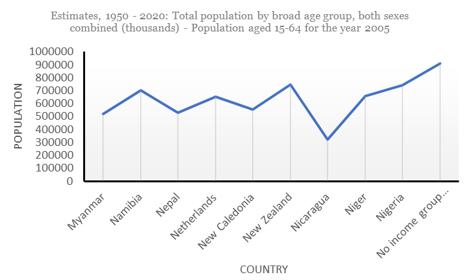 Estimates, 1950 - 2020: Total population by broad age group, both sexes
combined (thousands) - Population aged 15-64 for the year 2005
POPULATION
1000000
900000
800000
700000
600000
500000
400000
300000
200000
100000
0
Myanmar
Namibia
Nepal
Netherlands
New Caledonia
New Zealand
Nicaragua
Niger
Nigeria
No income group...
COUNTRY